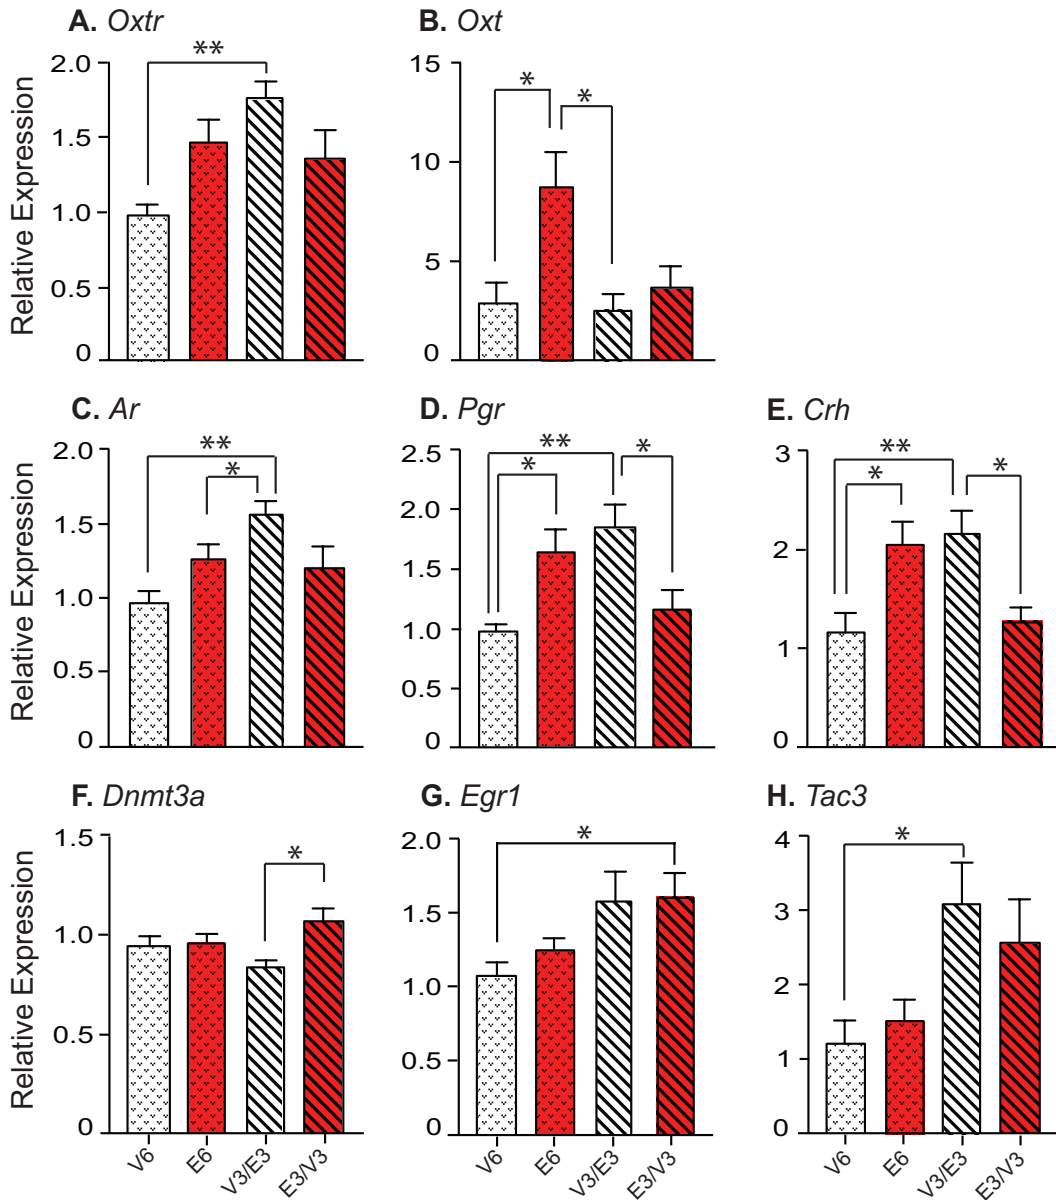 A. Oxtr
B. Oxt
Relative Expression
2.0
1.5
1.0
0.5
0
**
15
10
5
0
*
*
C. Ar
D. Pgr
E. Crh
Relative Expression
2.0
1.5
1.0
0.5
0
**
*
2.5
2.0
1.5
1.0
0.5
0
**
*
*
3
2
1
0
**
*
*
F. Dnmt3a
G. Egr1
H. Tac3
Relative Expression
1.5
1.0
0.5
0
*
V6
E6
V3/E3
E3/V3
2.0
1.5
1.0
0.5
0
*
V6
E6
V3/E3
E3/V3
4
3
2
1
0
*
V6
E6
V3/E3
E3/V3